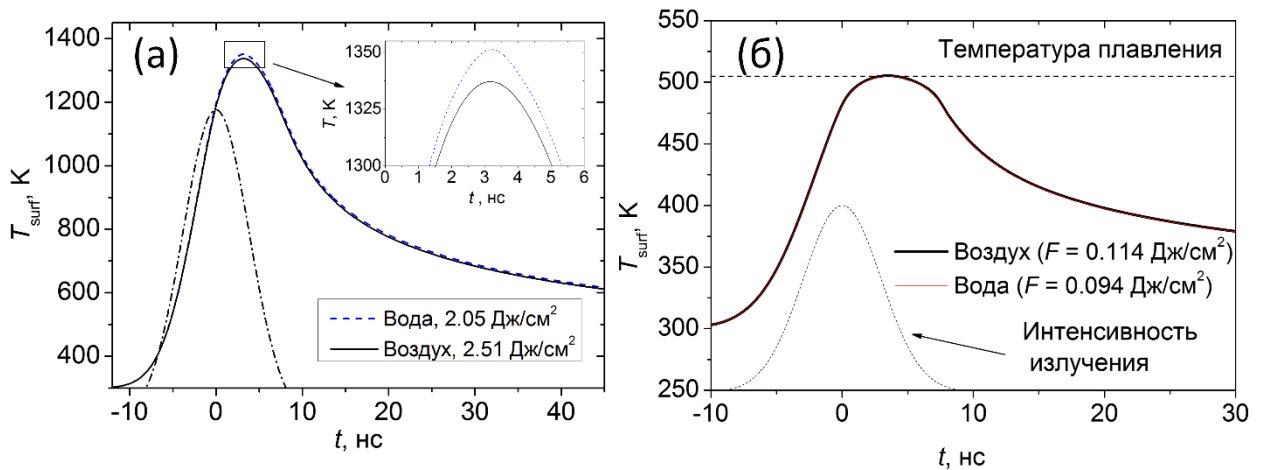 (а)
1400
1200
1000
800
600
400
T_surf, К
-10
0
10
20
30
40
t, нс
1350
1325
1300
T, К
0
1
2
3
4
5
6
t, нс
Вода, 2.05 Дж/см²
Воздух, 2.51 Дж/см²
(б)
550
500
450
400
350
300
250
T_surf, К
Температура плавления
Воздух (F = 0.114 Дж/см²)
Вода (F = 0.094 Дж/см²)
Интенсивность
излучения
-10
0
10
20
30
t, нс